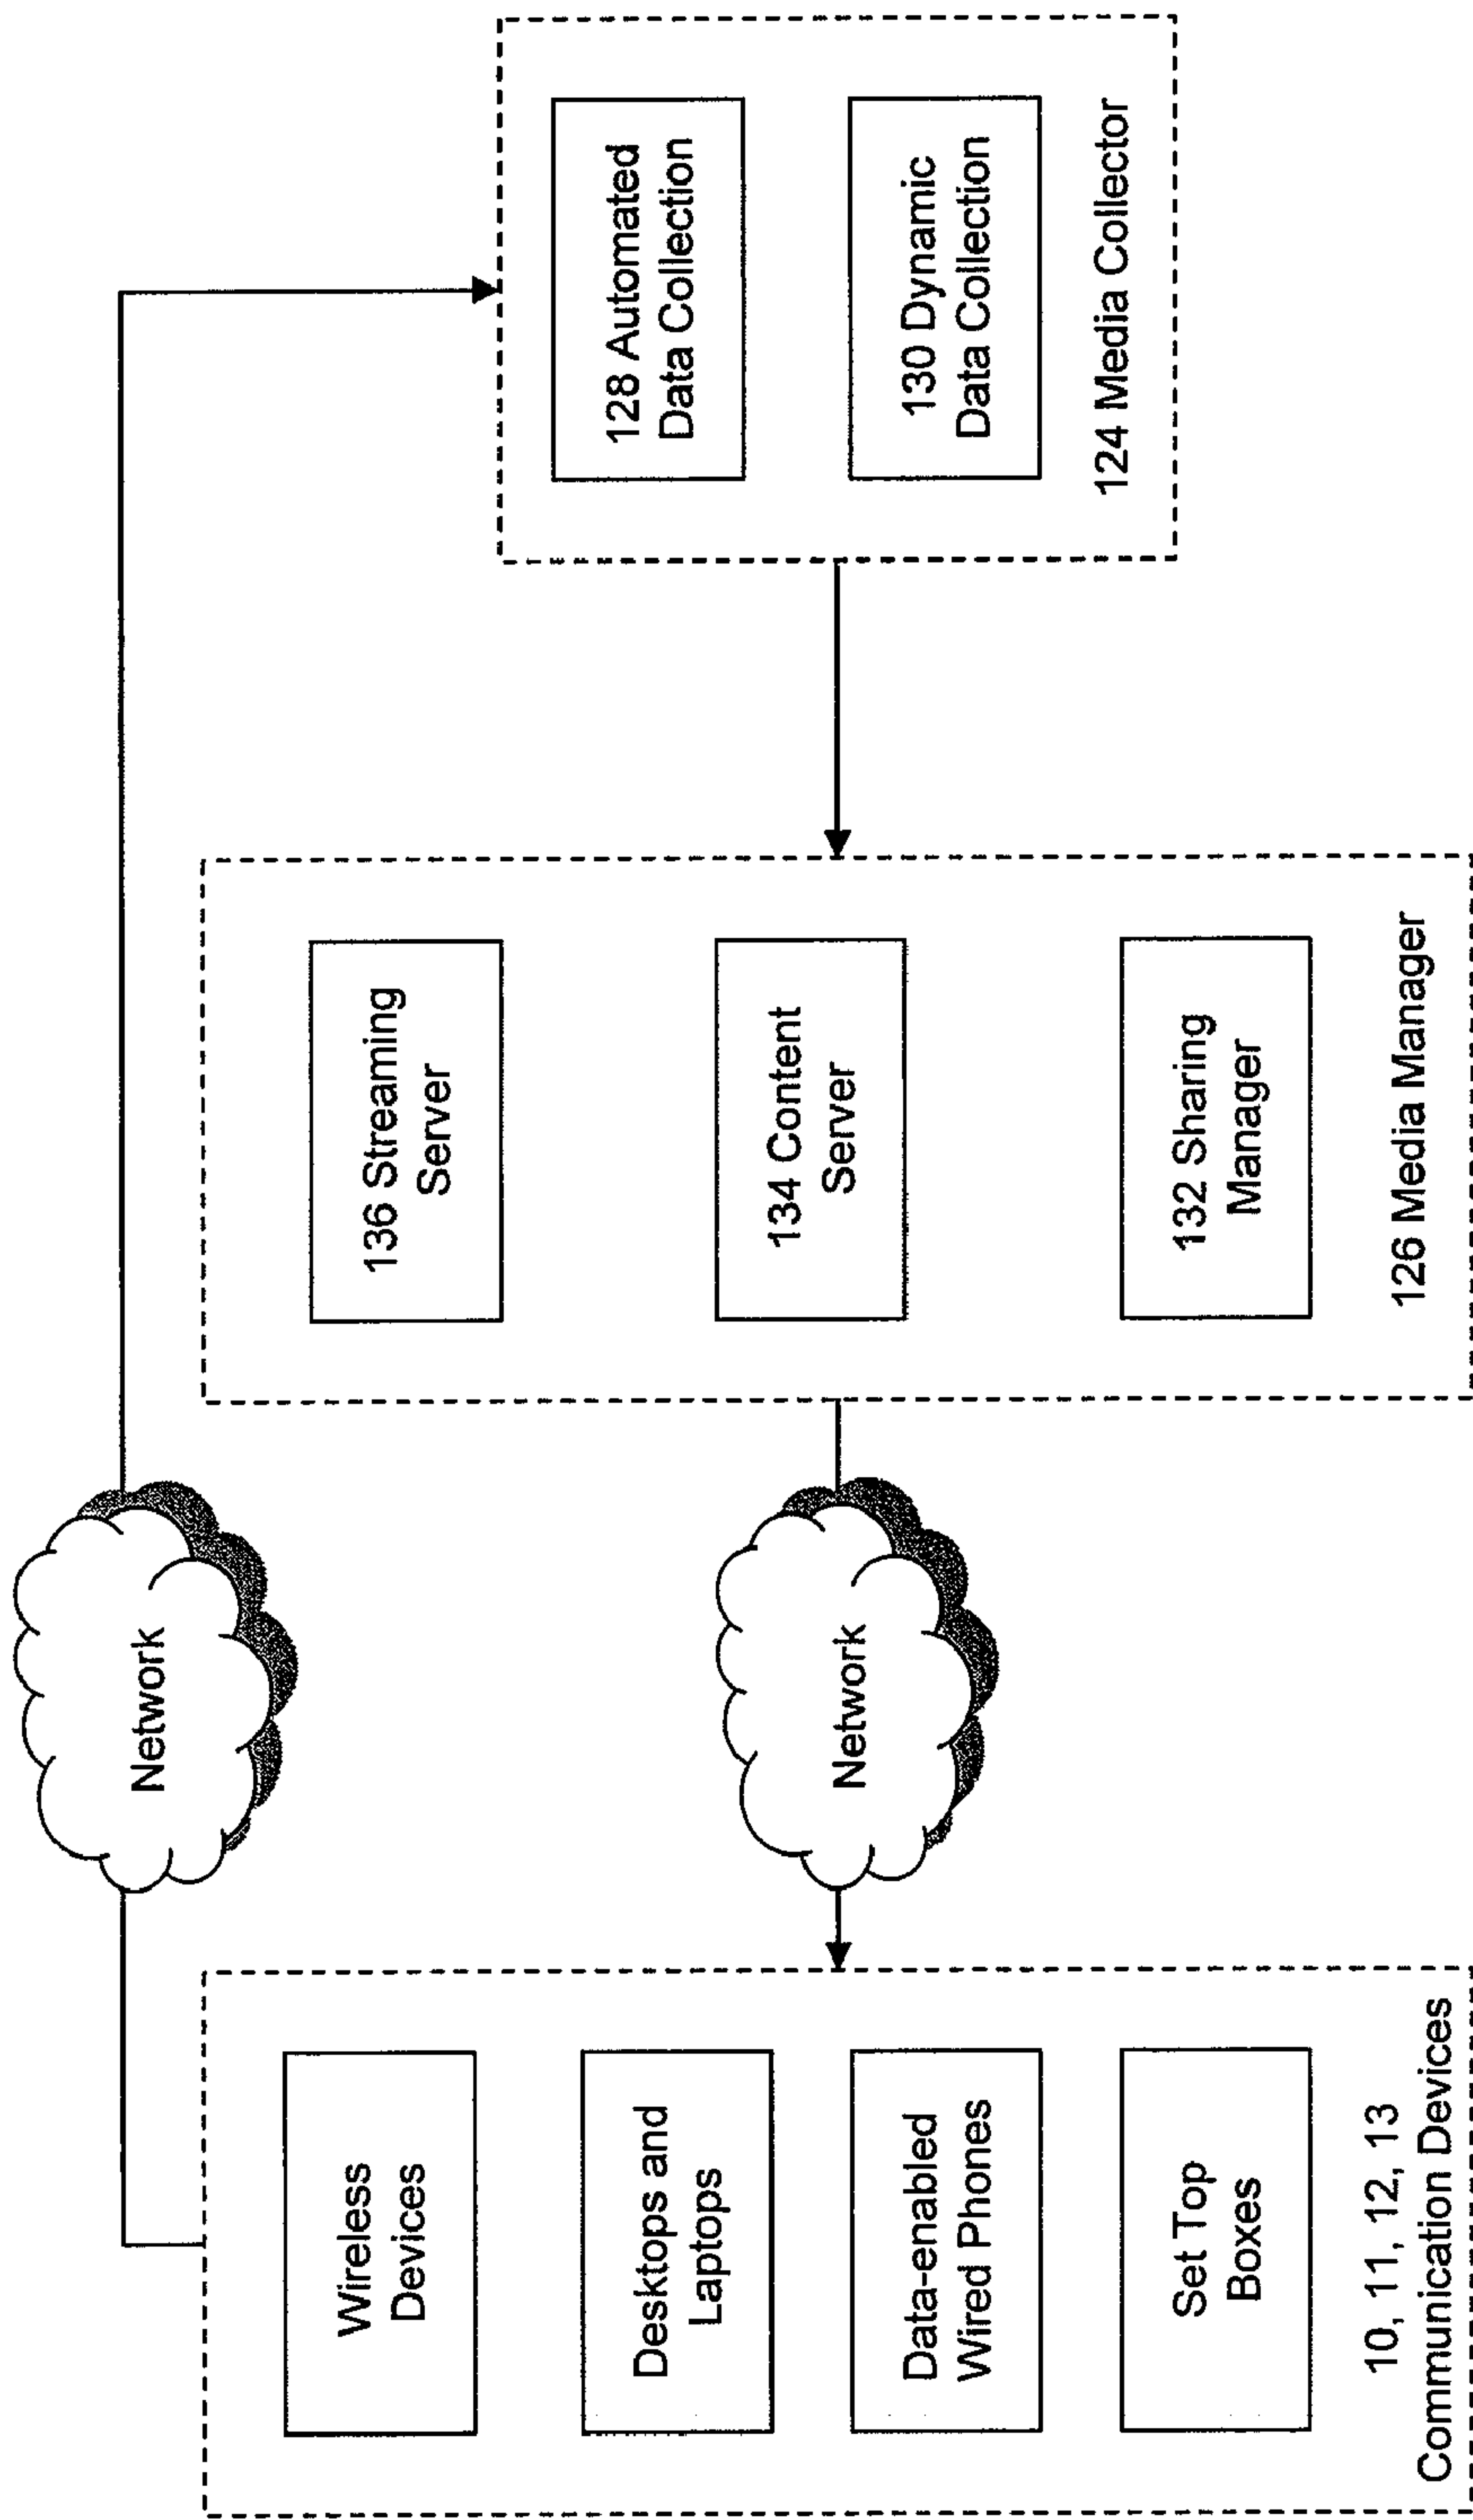 Network
Wireless
Devices
Desktops and
Laptops
Data-enabled
Wired Phones
Set Top
Boxes
10, 11, 12, 13
Communication Devices
Network
136 Streaming
Server
134 Content
Server
132 Sharing
Manager
126 Media Manager
128 Automated
Data Collection
130 Dynamic
Data Collection
124 Media Collector